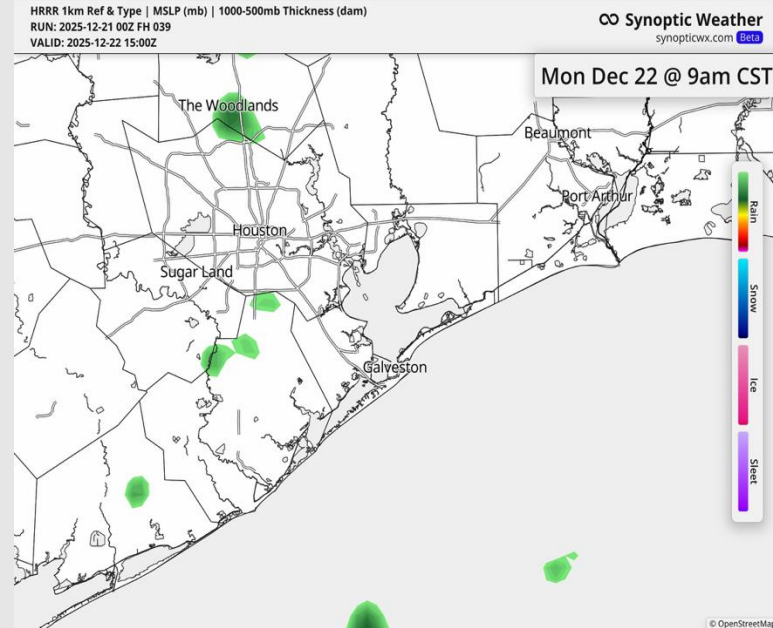 HRRR 1km Ref & Type | MSLP (mb) | 1000-500mb Thickness (dam)
RUN: 2025-12-21 00Z FH 039
VALID: 2025-12-22 15:00Z
Synoptic Weather
synopticwx.com Beta
Mon Dec 22 @ 9am CST
The Woodlands
Beaumont
Port Arthur
Houston
Sugar Land
Galveston
Rain
Snow
Ice
Sleet
© OpenStreetMap